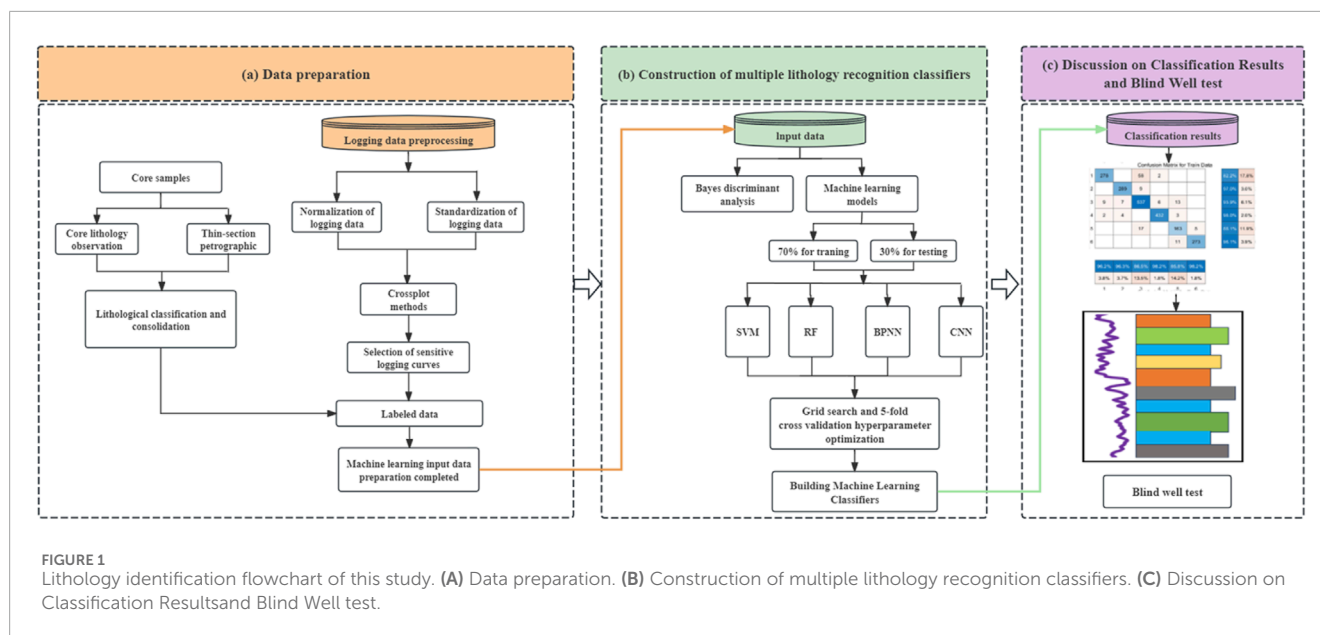 (a) Data preparation
Logging data preprocessing
Core samples
Core lithology
observation
Thin-section
petrographic
Normalization of
logging data
Standardization of
logging data
Lithological classification and
consolidation
Crossplot
methods
Selection of sensitive
logging curves
Labeled data
Machine learning input data
preparation completed
(b) Construction of multiple lithology recognition classifiers
Input data
Bayes discriminant
analysis
Machine learning
models
70% for traning
30% for testing
SVM
RF
BPNN
CNN
Grid search and 5-fold
cross validation hyperparameter
optimization
Building Machine Learning
Classifiers
(c) Discussion on Classification Results
and Blind Well test
Classification results
Confusion Matrix for Train Data
Blind well test
FIGURE 1
Lithology identification flowchart of this study. (A) Data preparation. (B) Construction of multiple lithology recognition classifiers. (C) Discussion on
Classification Resultsand Blind Well test.